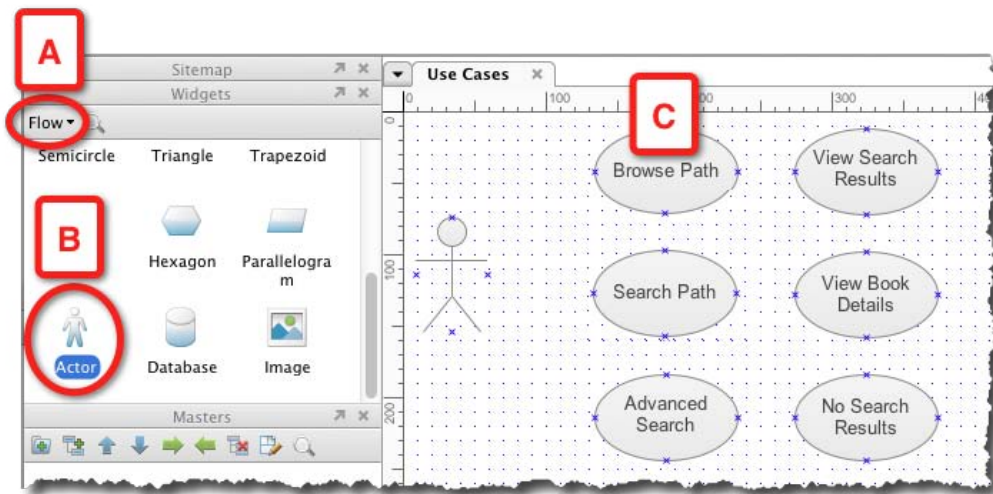 A
Sitemap
Widgets
Flow
Semicircle Triangle Trapezoid
B
Hexagon Parallelogra
m
Actor Database Image
Masters
Use Cases
0 100 300
0
100
200
C
Browse Path
View Search
Results
Search Path
View Book
Details
Advanced
Search
No Search
Results